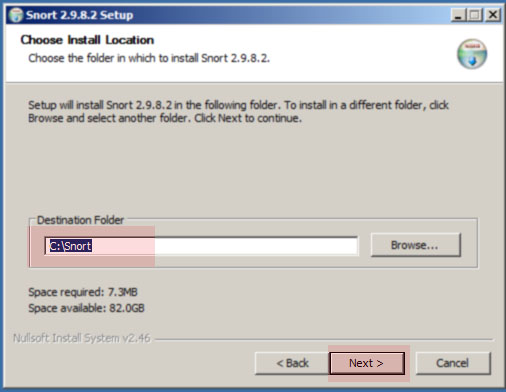 Snort 2.9.8.2 Setup
Choose Install Location
Choose the folder in which to install Snort 2.9.8.2.
Setup will install Snort 2.9.8.2 in the following folder. To install in a different folder, click
Browse and select another folder. Click Next to continue.
Destination Folder
C:\Snort
Browse...
Space required: 7.3MB
Space available: 82.0GB
Nullsoft Install System v2.46
< Back
Next >
Cancel